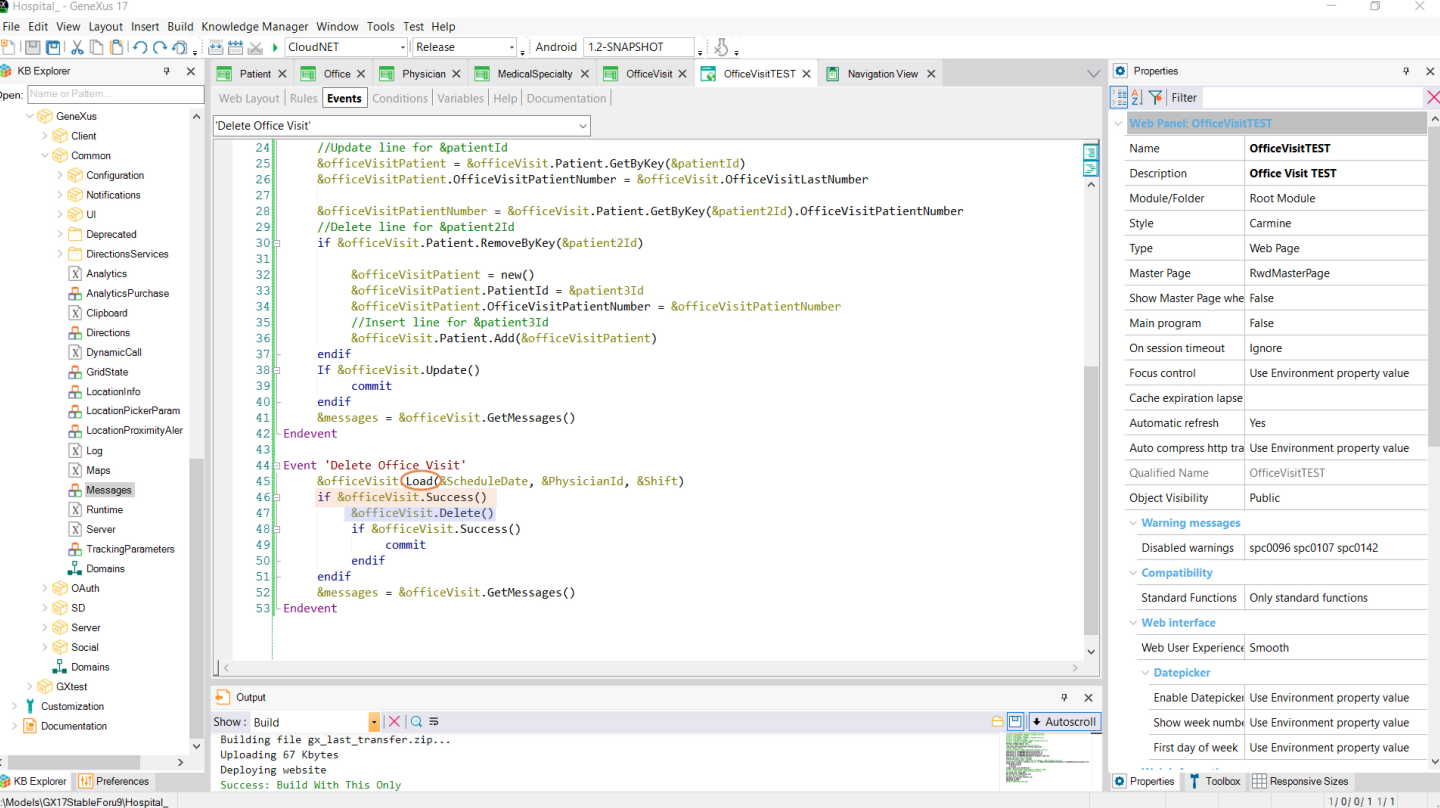 Hospital_ - GeneXus 17
File Edit View Layout Insert Build Knowledge Manager Window Tools Test Help
CloudNET Release Android 1.2-SNAPSHOT
KB Explorer
Open: Name or Pattern...
GeneXus
Client
Common
Configuration
Notifications
UI
Deprecated
DirectionsServices
Analytics
AnalyticsPurchase
Clipboard
Directions
DynamicCall
GridState
LocationInfo
LocationPickerParam
LocationProximityAler
Log
Maps
Messages
Runtime
Server
TrackingParameters
Domains
OAuth
SD
Server
Social
Domains
GXtest
Customization
Documentation
KB Explorer Preferences
Patient Office Physician MedicalSpecialty OfficeVisit OfficeVisitTEST Navigation View
Web Layout Rules Events Conditions Variables Help Documentation
'Delete Office Visit'
24 //Update line for &patientId
25 &officeVisitPatient = &officeVisit.Patient.GetByKey(&patientId)
26 &officeVisitPatient.OfficeVisitPatientNumber = &officeVisit.OfficeVisitLastNumber
27
28 &officeVisitPatientNumber = &officeVisit.Patient.GetByKey(&patient2Id).OfficeVisitPatientNumber
29 //Delete line for &patient2Id
30 if &officeVisit.Patient.RemoveByKey(&patient2Id)
31
32 &officeVisitPatient = new()
33 &officeVisitPatient.PatientId = &patient3Id
34 &officeVisitPatient.OfficeVisitPatientNumber = &officeVisitPatientNumber
35 //Insert line for &patient3Id
36 &officeVisit.Patient.Add(&officeVisitPatient)
37 endif
38 If &officeVisit.Update()
39 commit
40 endif
41 &messages = &officeVisit.GetMessages()
42 Endevent
43
44 Event 'Delete Office Visit'
45 &officeVisit.Load(&ScheduleDate, &PhysicianId, &Shift)
46 if &officeVisit.Success()
47 &officeVisit.Delete()
48 if &officeVisit.Success()
49 commit
50 endif
51 endif
52 &messages = &officeVisit.GetMessages()
53 Endevent
Output
Show: Build Autoscroll
Building file gx_last_transfer.zip...
Uploading 67 Kbytes
Deploying website
Success: Build With This Only
Properties
Filter
Web Panel: OfficeVisitTEST
Name OfficeVisitTEST
Description Office Visit TEST
Module/Folder Root Module
Style Carmine
Type Web Page
Master Page RwdMasterPage
Show Master Page whe False
Main program False
On session timeout Ignore
Focus control Use Environment property value
Cache expiration lapse
Automatic refresh Yes
Auto compress http tra Use Environment property value
Qualified Name OfficeVisitTEST
Object Visibility Public
Warning messages
Disabled warnings spc0096 spc0107 spc0142
Compatibility
Standard Functions Only standard functions
Web interface
Web User Experience Smooth
Datepicker
Enable Datepicker Use Environment property value
Show week numbe Use Environment property value
First day of week Use Environment property value
Properties Toolbox Responsive Sizes
:\Models\GX17StableForu9\Hospital_
1/ 0/ 0/ 1 1/ 1